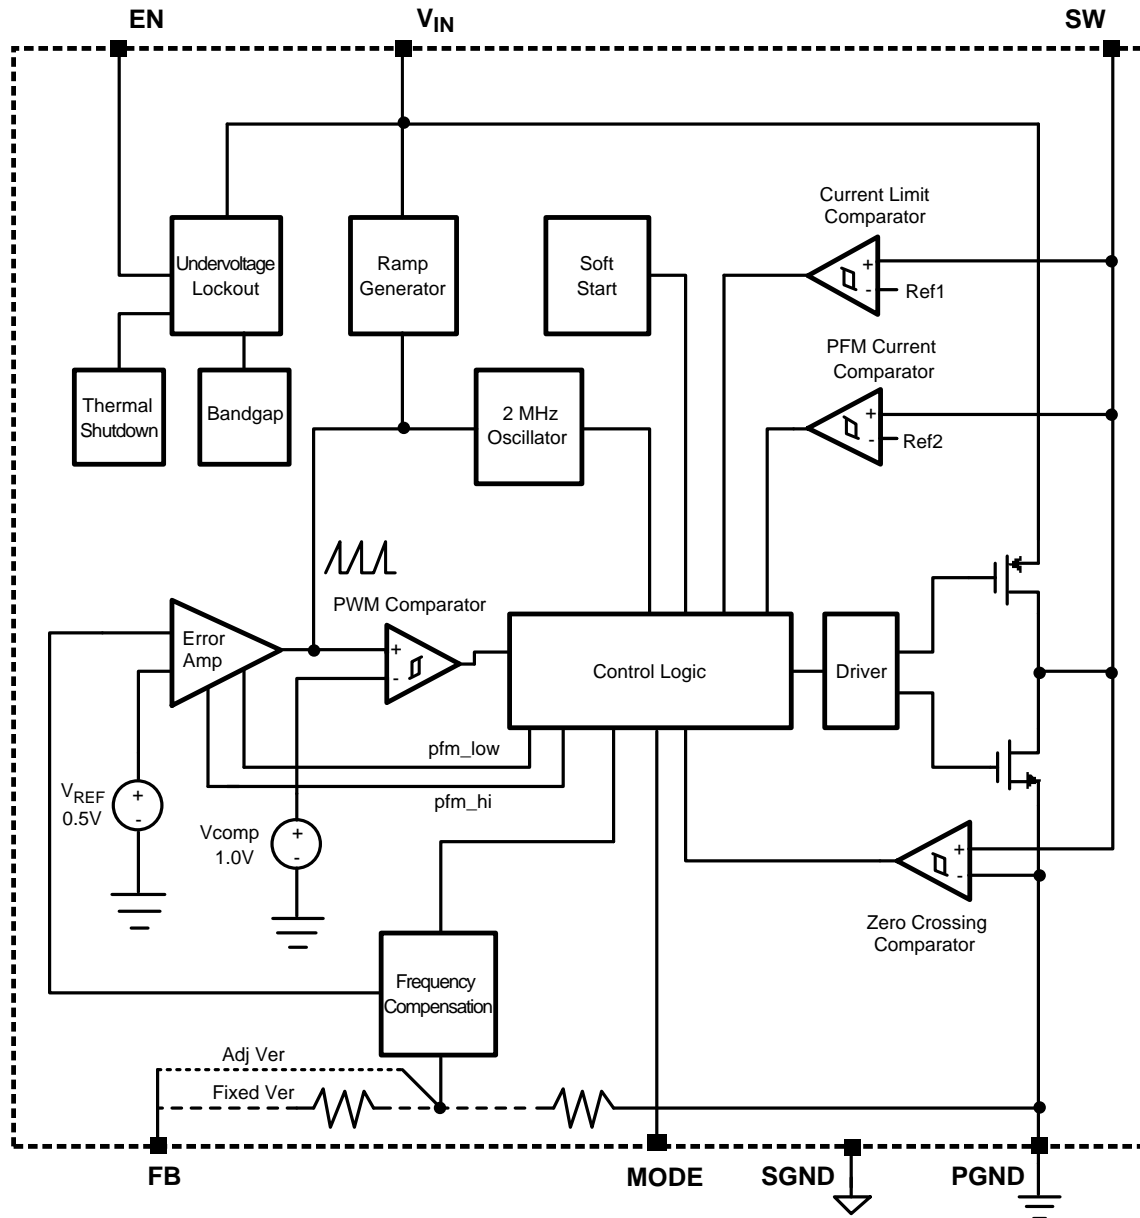 EN
VIN
SW
Current Limit
Comparator
Undervoltage
Lockout
Ramp
Generator
Soft
Start
+
-
Ref1
PFM Current
Comparator
Thermal
Shutdown
Bandgap
2 MHz
Oscillator
+
-
Ref2
PWM Comparator
Error
Amp
+
-
Control Logic
Driver
pfm_low
pfm_hi
VREF
0.5V
+
-
Vcomp
1.0V
+
-
+
-
Zero Crossing
Comparator
Frequency
Compensation
Adj Ver
Fixed Ver
FB
MODE
SGND
PGND